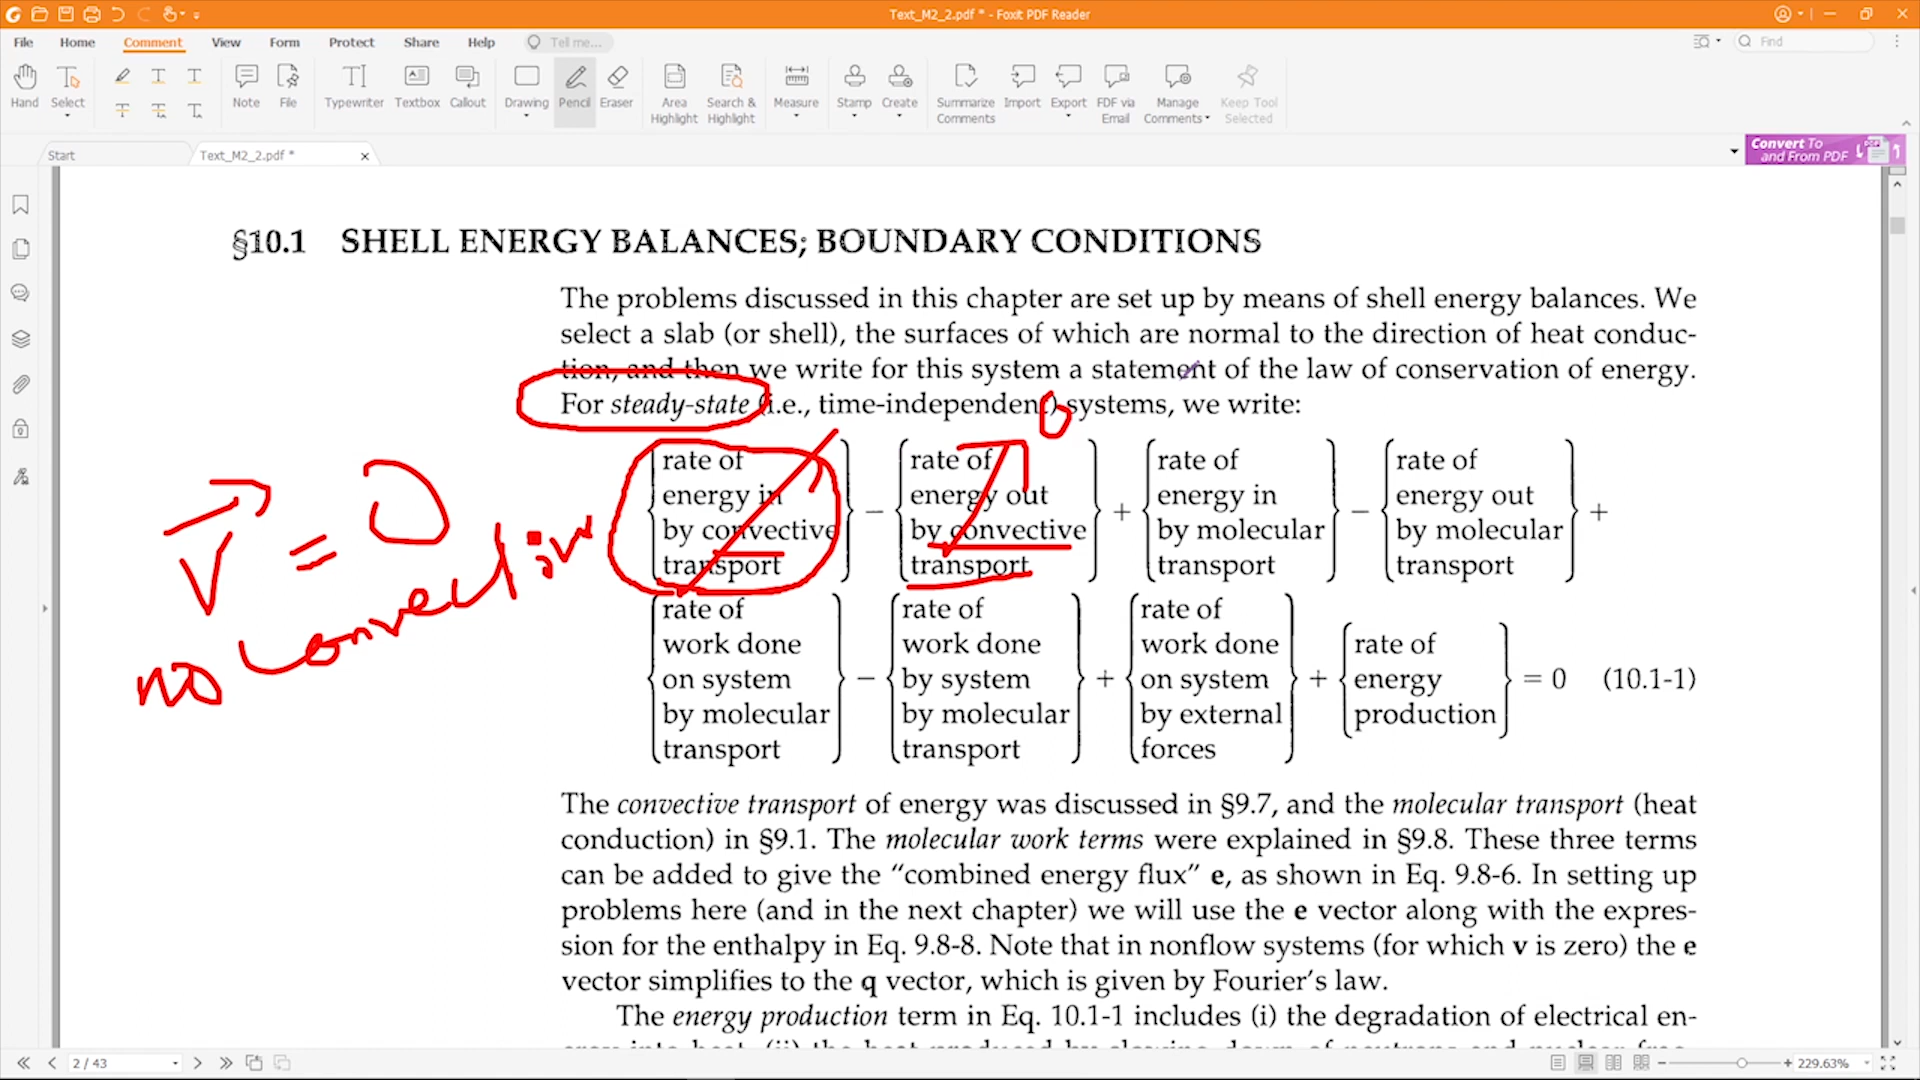 Text_M2_2.pdf * - Foxit PDF Reader
File Home Comment View Form Protect Share Help Tell me... Find
Hand Select Note File Typewriter Textbox Callout Drawing Pencil Eraser Area Highlight Search & Highlight Measure Stamp Create Summarize Comments Import Export FDF via Email Manage Comments Keep Tool Selected
Start Text_M2_2.pdf * Convert To and From PDF
§10.1 SHELL ENERGY BALANCES; BOUNDARY CONDITIONS
The problems discussed in this chapter are set up by means of shell energy balances. We
select a slab (or shell), the surfaces of which are normal to the direction of heat conduc-
tion, and then we write for this system a statement of the law of conservation of energy.
For steady-state (i.e., time-independent) systems, we write:
0
V = 0
no convection
rate of energy in by convective transport − rate of energy out by convective transport + rate of energy in by molecular transport − rate of energy out by molecular transport +
rate of work done on system by molecular transport − rate of work done by system by molecular transport + rate of work done on system by external forces + rate of energy production = 0 (10.1-1)
The convective transport of energy was discussed in §9.7, and the molecular transport (heat
conduction) in §9.1. The molecular work terms were explained in §9.8. These three terms
can be added to give the “combined energy flux” e, as shown in Eq. 9.8-6. In setting up
problems here (and in the next chapter) we will use the e vector along with the expres-
sion for the enthalpy in Eq. 9.8-8. Note that in nonflow systems (for which v is zero) the e
vector simplifies to the q vector, which is given by Fourier’s law.
The energy production term in Eq. 10.1-1 includes (i) the degradation of electrical en-
2 / 43 229.63%